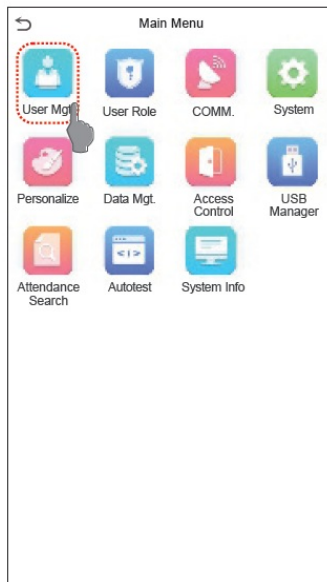 Main Menu
User Mgt.
User Role
COMM.
System
Personalize
Data Mgt.
Access
Control
USB
Manager
Attendance
Search
Autotest
System Info